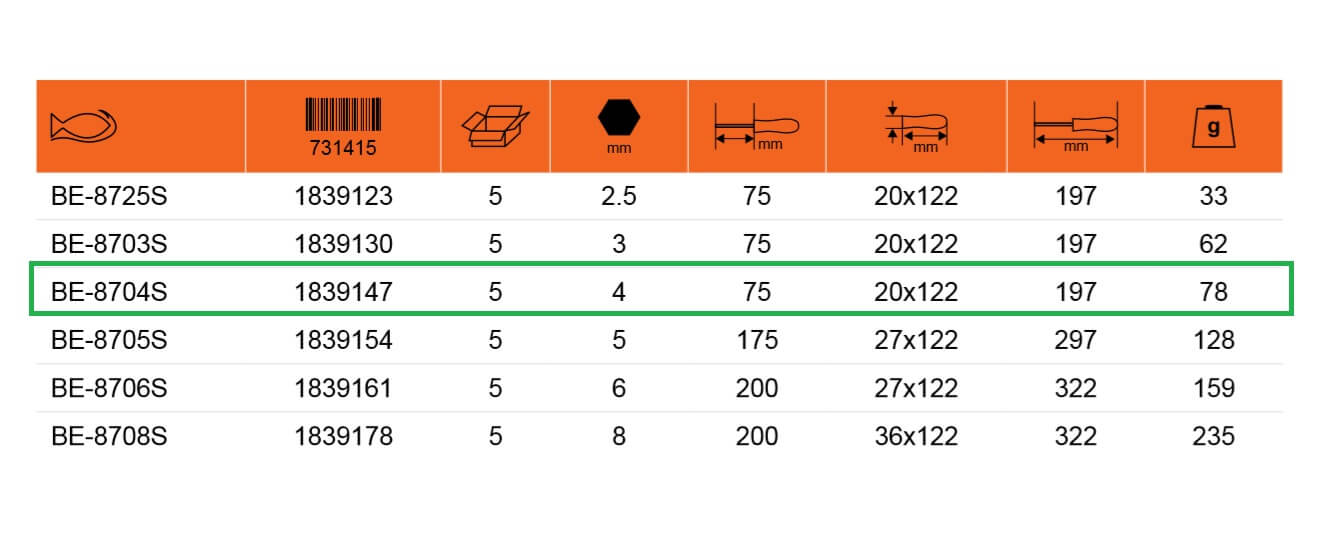 731415 mm mm mm mm g
BE-8725S 1839123 5 2.5 75 20x122 197 33
BE-8703S 1839130 5 3 75 20x122 197 62
BE-8704S 1839147 5 4 75 20x122 197 78
BE-8705S 1839154 5 5 175 27x122 297 128
BE-8706S 1839161 5 6 200 27x122 322 159
BE-8708S 1839178 5 8 200 36x122 322 235